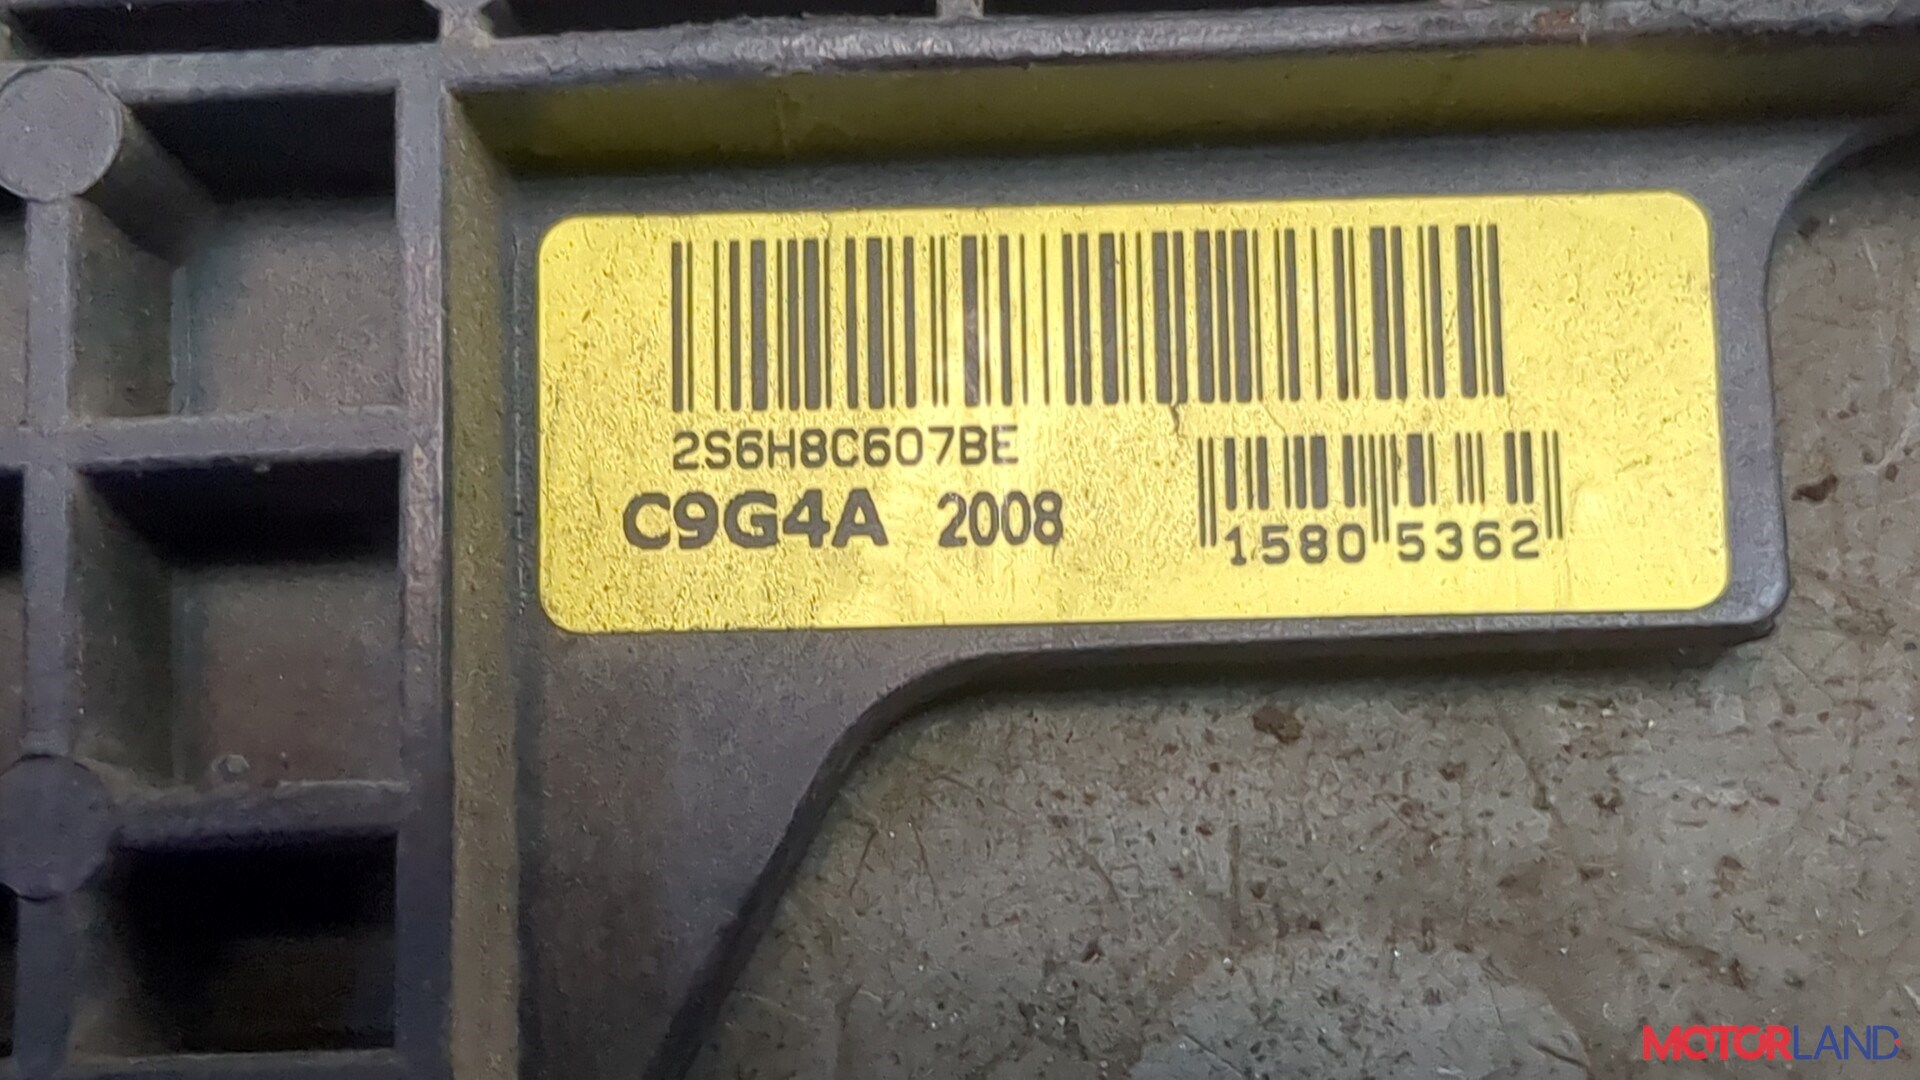 2S6H8C607BE
C9G4A 2008
1580 5362
MOTORLAND